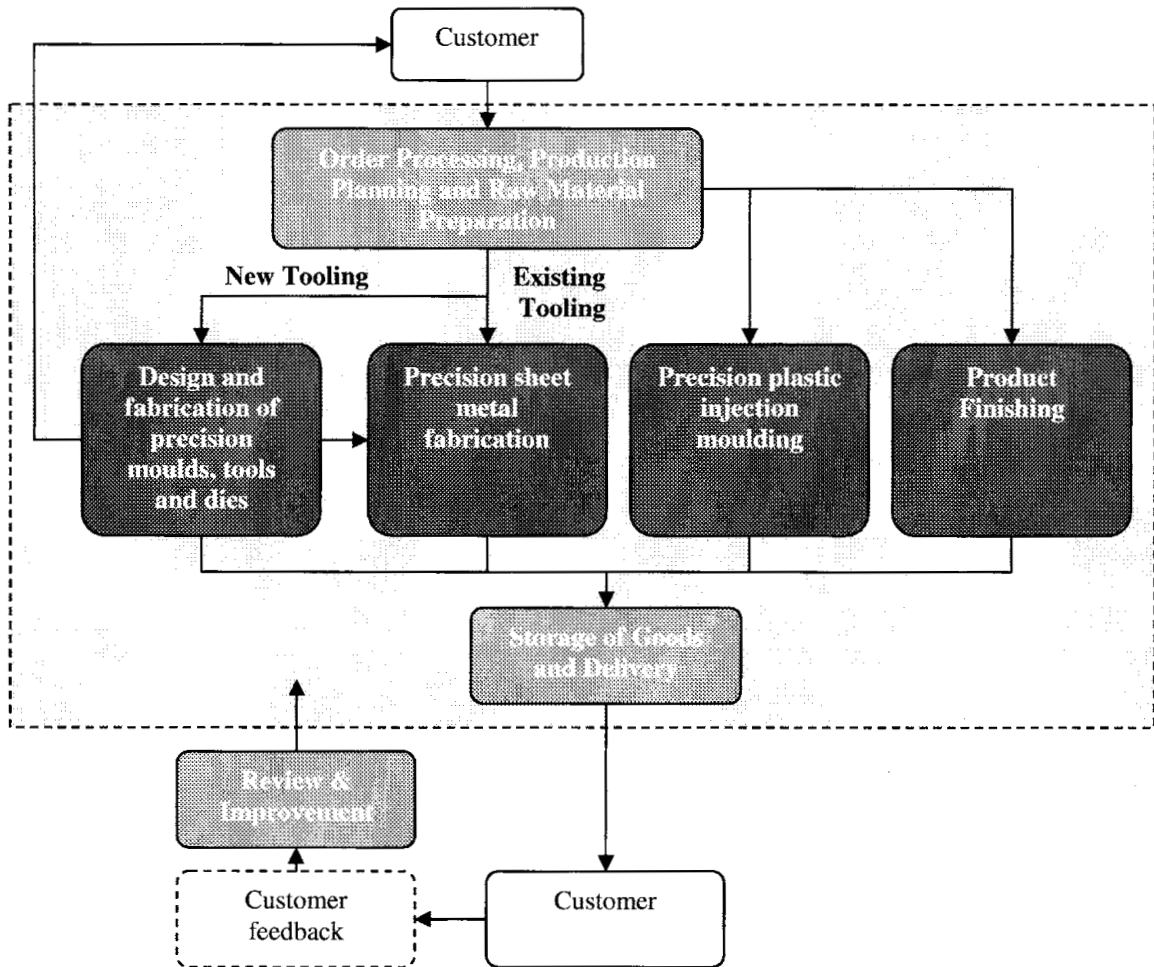 Customer
Order Processing, Production
Planning and Raw Material
Preparation
New Tooling
Existing
Tooling
Design and
fabrication of
precision
moulds, tools
and dies
Precision sheet
metal
fabrication
Precision plastic
injection
moulding
Product
Finishing
Storage of Goods
and Delivery
Review &
Improvement
Customer
feedback
Customer